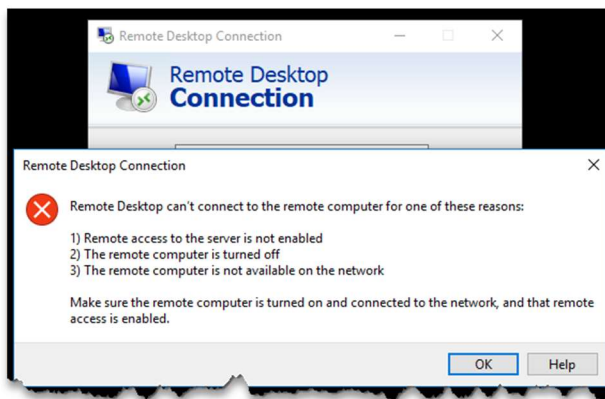 Remote Desktop Connection
Remote Desktop
Connection
Remote Desktop Connection
Remote Desktop can't connect to the remote computer for one of these reasons:
1) Remote access to the server is not enabled
2) The remote computer is turned off
3) The remote computer is not available on the network
Make sure the remote computer is turned on and connected to the network, and that remote
access is enabled.
OK
Help